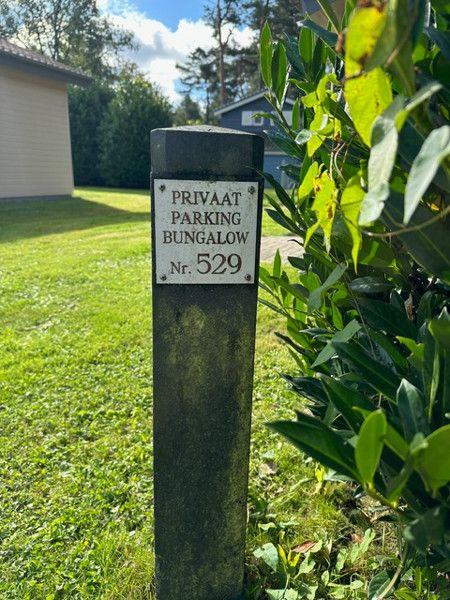 PRIVAAT
PARKING
BUNGALOW
Nr. 529